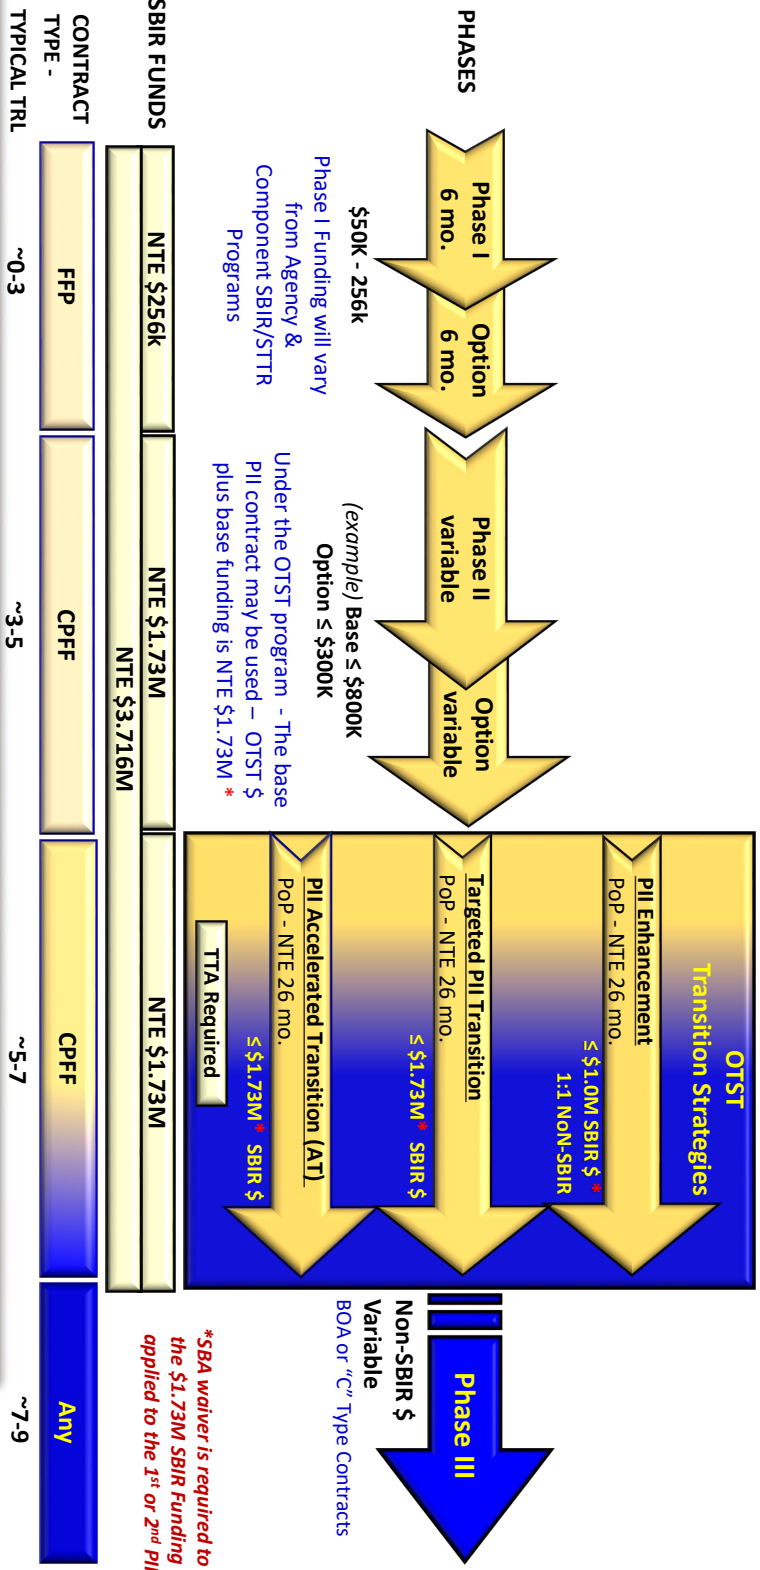 PHASES
Phase I
6 mo.
Option
6 mo.
Phase II
variable
Option
variable
$50K - 256k
Phase I Funding will vary
from Agency &
Component SBIR/STTR
Programs
(example) Base ≤ $800K
Option ≤ $300K
Under the OTST program - The base
PII contract may be used – OTST $
plus base funding is NTE $1.73M *
OTST
Transition Strategies
PII Enhancement
PoP - NTE 26 mo.
≤ $1.0M SBIR $ *
1:1 NoN-SBIR
Targeted PII Transition
PoP - NTE 26 mo.
≤ $1.73M* SBIR $
PII Accelerated Transition (AT)
PoP - NTE 26 mo.
≤ $1.73M* SBIR $
TTA Required
Phase III
Non-SBIR $
Variable
BOA or “C” Type Contracts
*SBA waiver is required to
the $1.73M SBIR Funding
applied to the 1st or 2nd PII
SBIR FUNDS
NTE $256k
NTE $1.73M
NTE $1.73M
NTE $3.716M
CONTRACT
TYPE -
FFP
CPFF
CPFF
Any
TYPICAL TRL
~0-3
~3-5
~5-7
~7-9